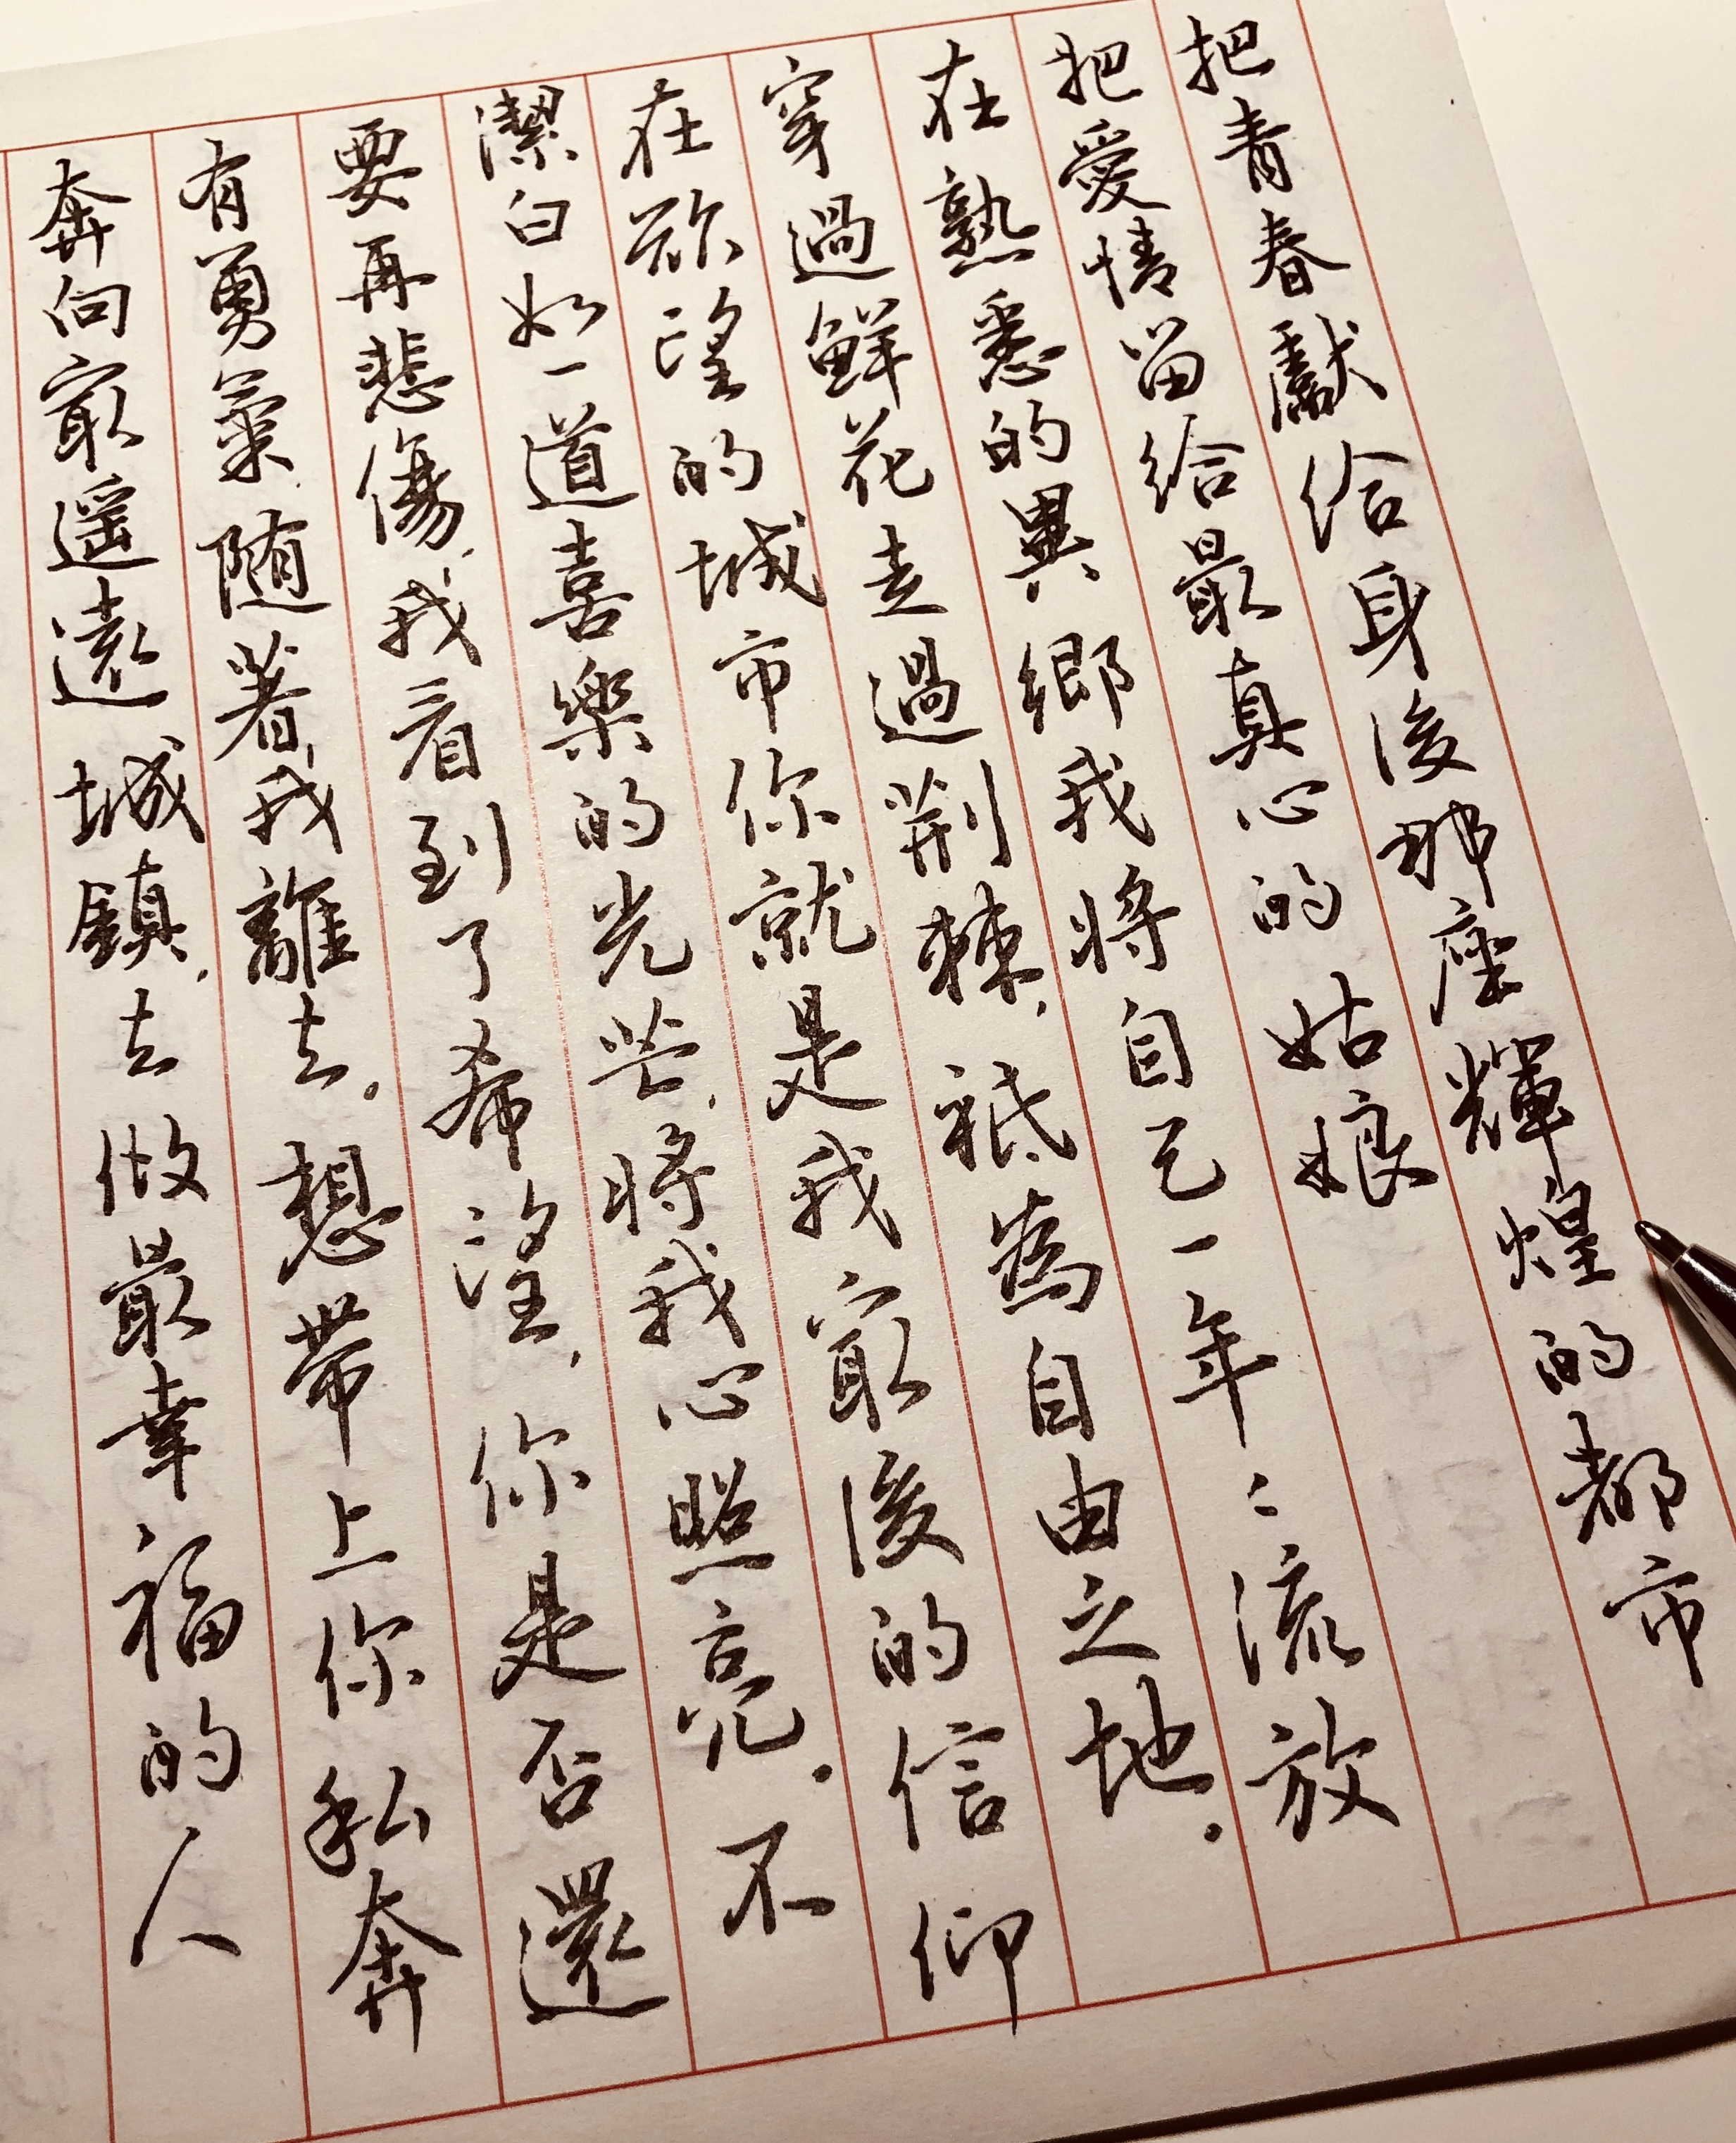 把青春獻給身後那座輝煌的都市
把愛情留給最真心的姑娘
在熟悉的異鄉我將自己一年〻流放
穿過鮮花走過荆棘，祗為自由之地。
在欲望的城市你就是我最後的信仰
潔白如一道喜樂的光芒，將我心照亮。不
要再悲傷，我看到了希望，你是否還
有勇氣，隨著我離去。想帶上你私奔
奔向最遥遠城鎮，去做最幸福的人